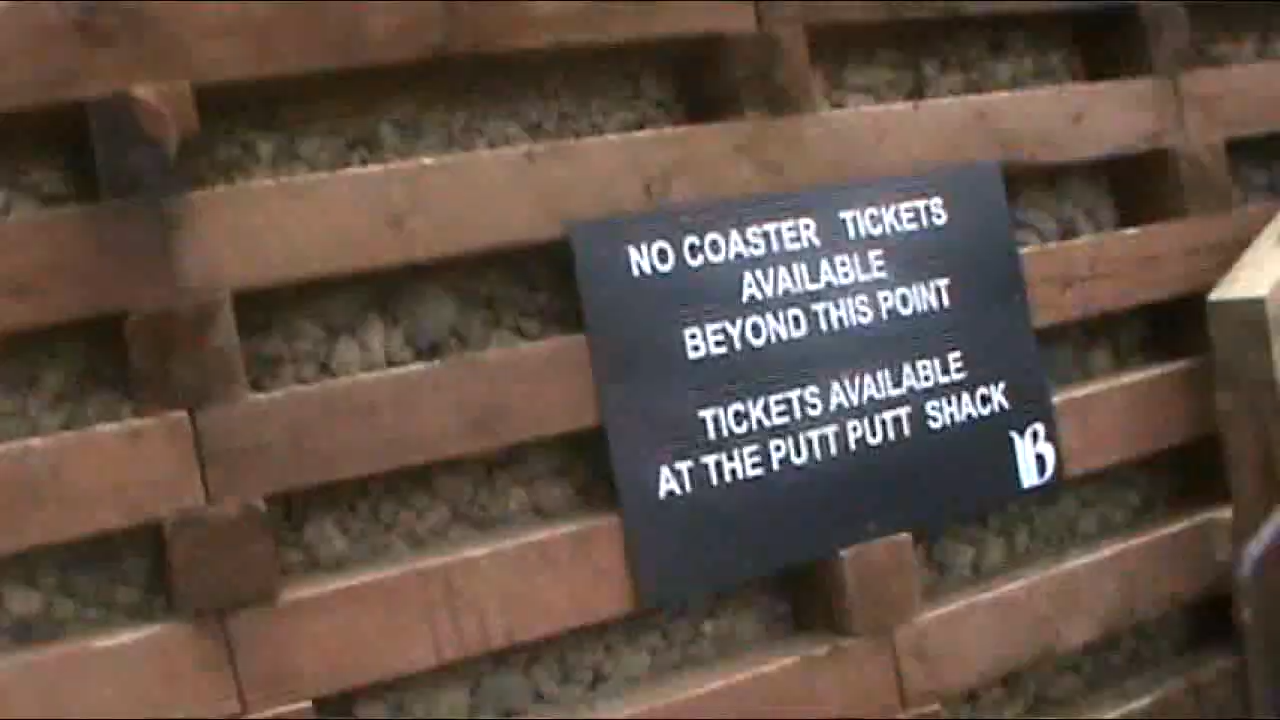 NO COASTER TICKETS
AVAILABLE
BEYOND THIS POINT
TICKETS AVAILABLE
AT THE PUTT PUTT SHACK